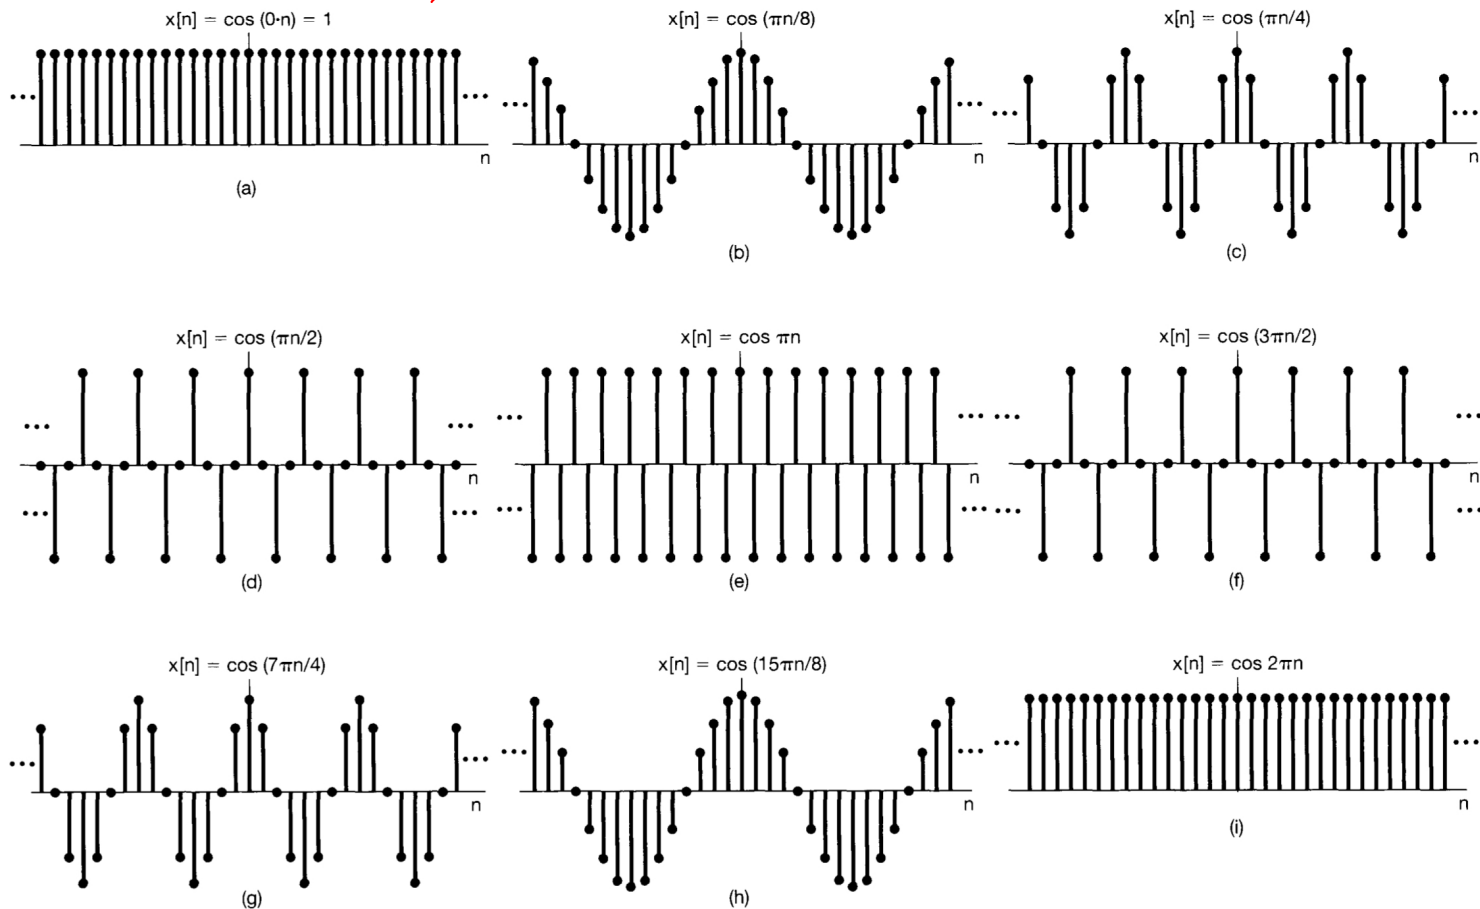 x[n] = cos (0·n) = 1
x[n] = cos (πn/8)
x[n] = cos (πn/4)
n
n
n
(a)
(b)
(c)
x[n] = cos (πn/2)
x[n] = cos πn
x[n] = cos (3πn/2)
n
n
n
(d)
(e)
(f)
x[n] = cos (7πn/4)
x[n] = cos (15πn/8)
x[n] = cos 2πn
n
n
n
(g)
(h)
(i)